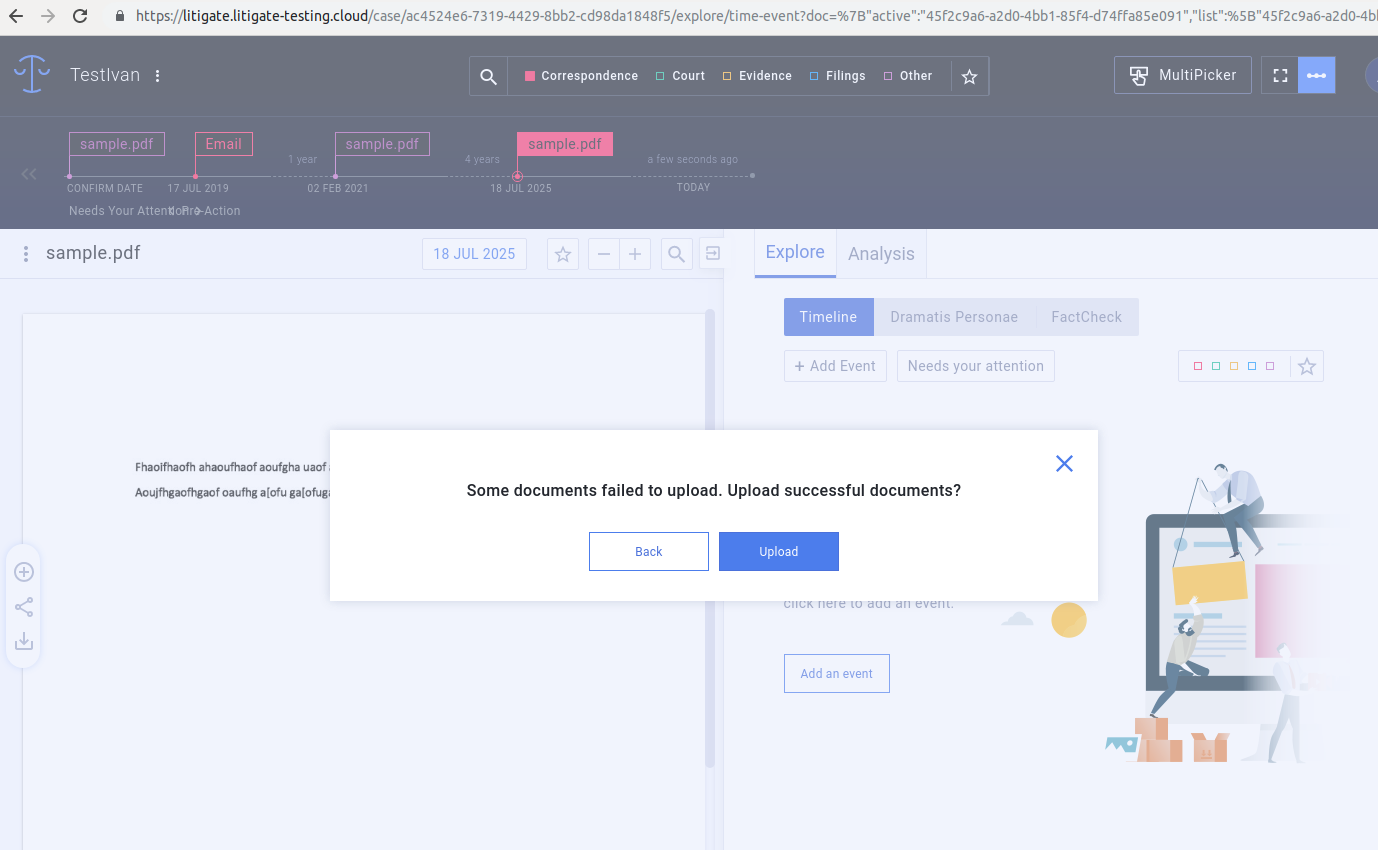 https://litigate.litigate-testing.cloud/case/ac4524e6-7319-4429-8bb2-cd98da1848f5/explore/time-event?doc=%7B"active":"45f2c9a6-a2d0-4bb1-85f4-d74ffa85e091","list":%5B"45f2c9a6-a2d0-4b
TestIvan
Correspondence Court Evidence Filings Other
MultiPicker
sample.pdf Email sample.pdf sample.pdf
1 year 4 years a few seconds ago
CONFIRM DATE 17 JUL 2019 02 FEB 2021 18 JUL 2025 TODAY
Needs Your Attention Pre-Action
sample.pdf
18 JUL 2025
Explore Analysis
Timeline Dramatis Personae FactCheck
+ Add Event Needs your attention
Fhaoifhaofh ahaoufhaof aoufgha uaof
Aoujfhgaofhgaof oaufhg a[ofu
Some documents failed to upload. Upload successful documents?
Back Upload
click here to add an event.
Add an event